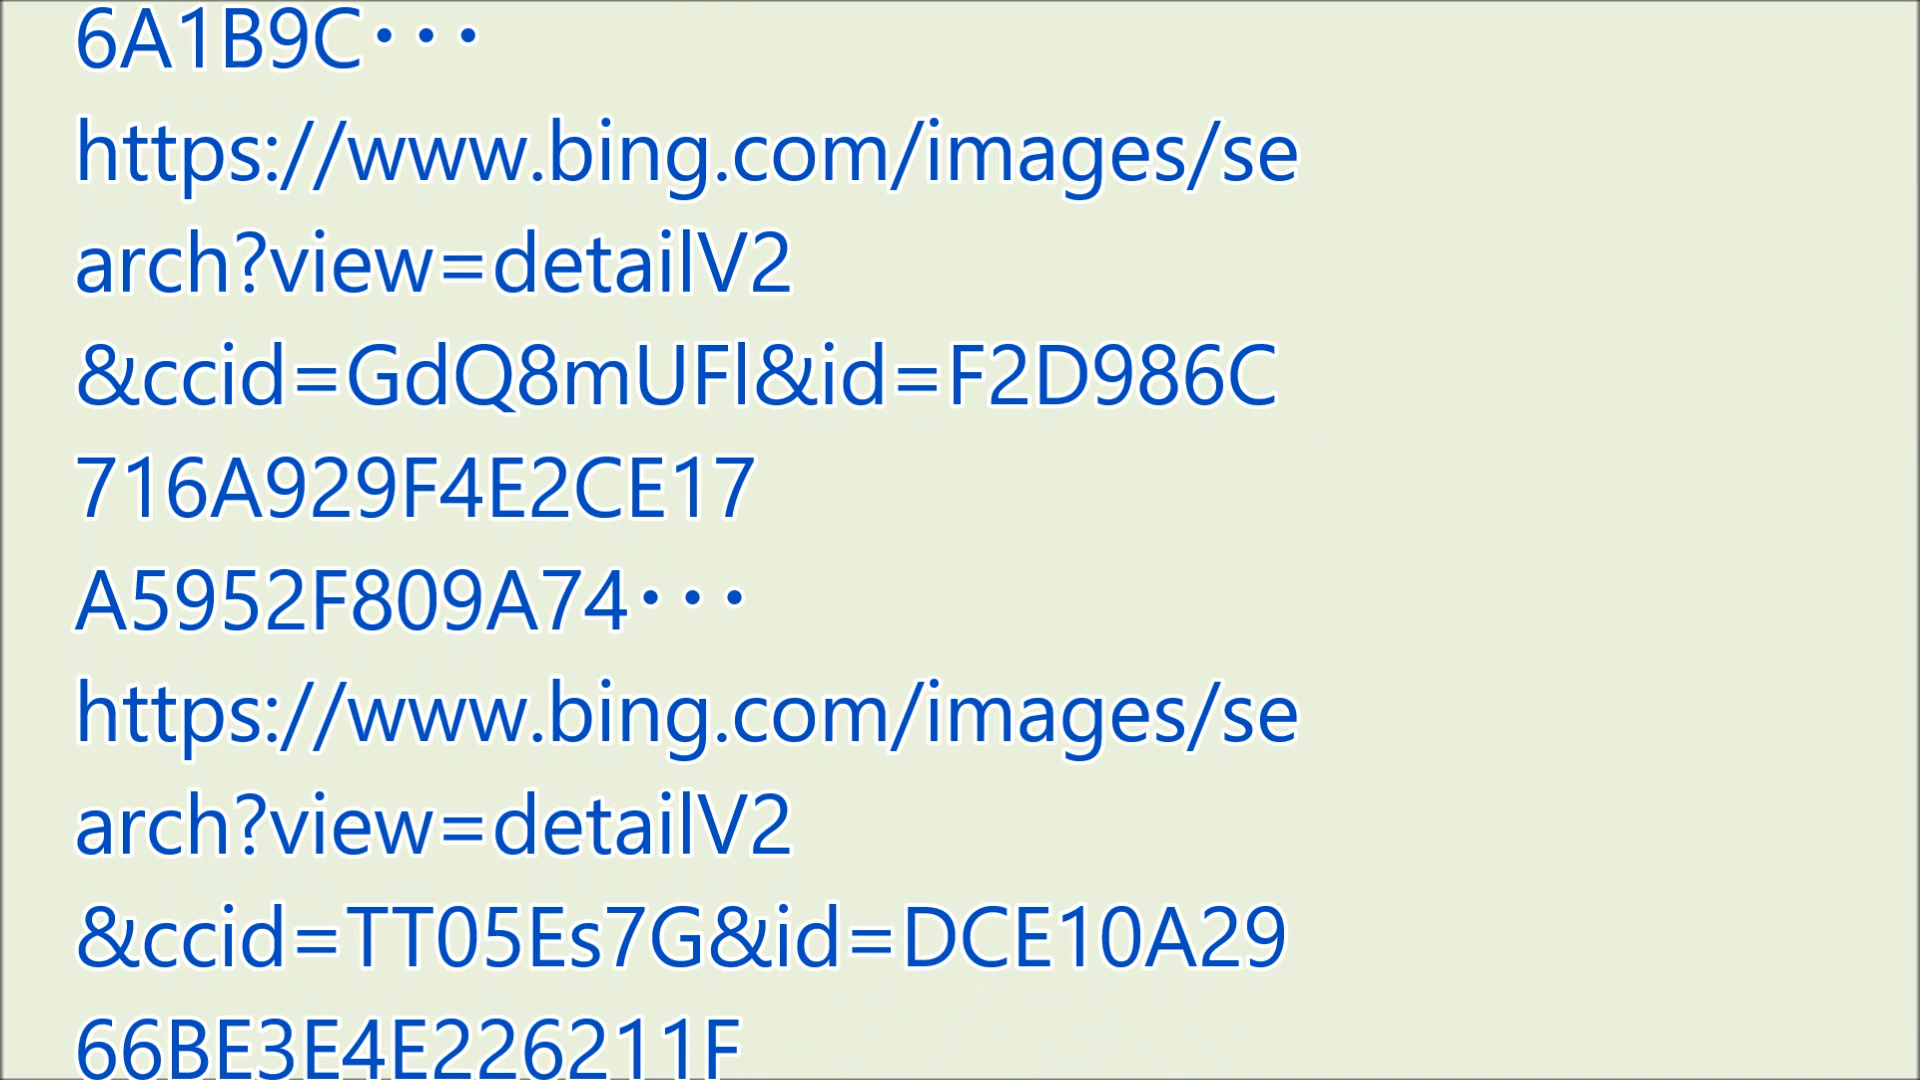 6A1B9C・・・
https://www.bing.com/images/se
arch?view=detailV2
&ccid=GdQ8mUFl&id=F2D986C
716A929F4E2CE17
A5952F809A74・・・
https://www.bing.com/images/se
arch?view=detailV2
&ccid=TT05Es7G&id=DCE10A29
66BE3E4E226211F